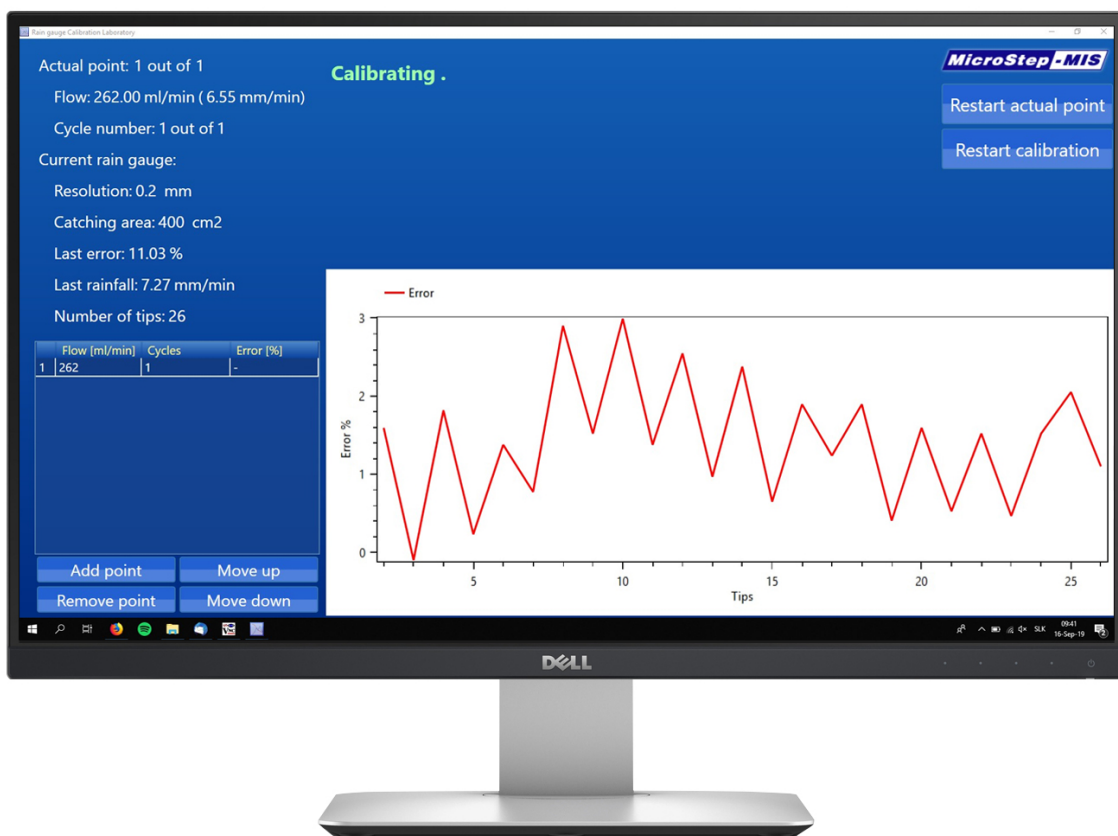 Rain gauge Calibration Laboratory
Actual point: 1 out of 1
Flow: 262.00 ml/min ( 6.55 mm/min)
Cycle number: 1 out of 1
Current rain gauge:
Resolution: 0.2 mm
Catching area: 400 cm2
Last error: 11.03 %
Last rainfall: 7.27 mm/min
Number of tips: 26
Calibrating .
MicroStep-MIS
Restart actual point
Restart calibration
Flow [ml/min] Cycles Error [%]
1 262 1 -
Add point Move up
Remove point Move down
Error
3
2
1
0
Error %
5 10 15 20 25
Tips
SLK
09:41
16-Sep-19
2
DELL